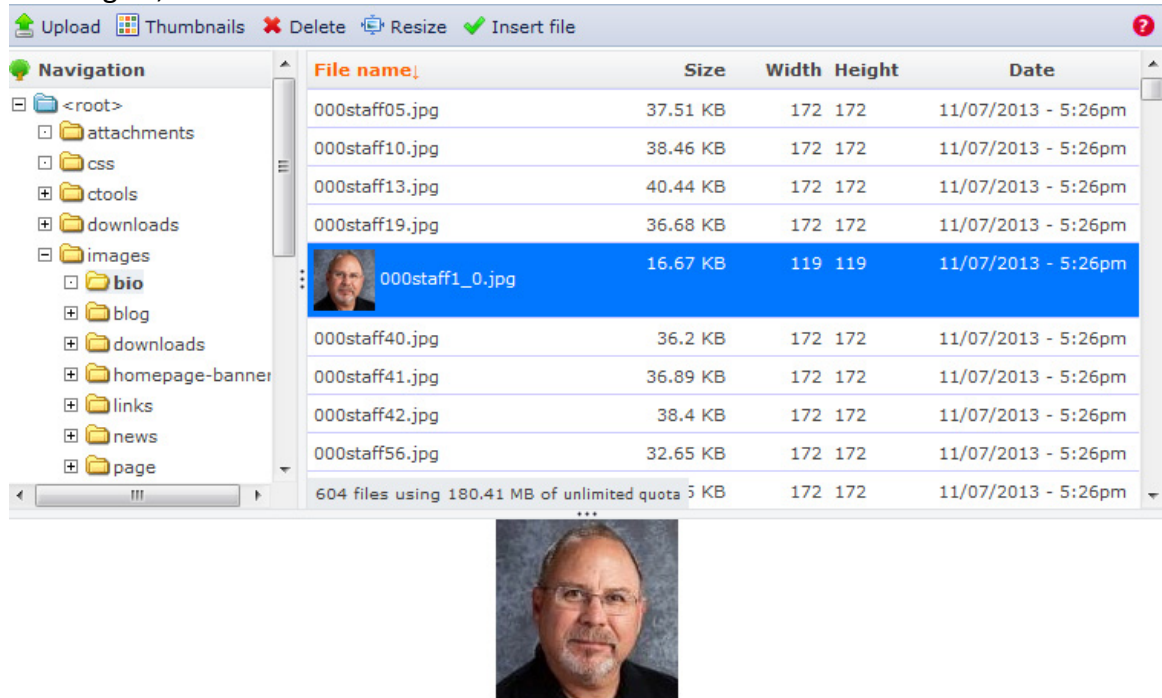 Upload Thumbnails Delete Resize Insert file ?
Navigation
<root>
attachments
css
ctools
downloads
images
bio
blog
downloads
homepage-banner
links
news
page
File name↓ Size Width Height Date
000staff05.jpg 37.51 KB 172 172 11/07/2013 - 5:26pm
000staff10.jpg 38.46 KB 172 172 11/07/2013 - 5:26pm
000staff13.jpg 40.44 KB 172 172 11/07/2013 - 5:26pm
000staff19.jpg 36.68 KB 172 172 11/07/2013 - 5:26pm
000staff1_0.jpg 16.67 KB 119 119 11/07/2013 - 5:26pm
000staff40.jpg 36.2 KB 172 172 11/07/2013 - 5:26pm
000staff41.jpg 36.89 KB 172 172 11/07/2013 - 5:26pm
000staff42.jpg 38.4 KB 172 172 11/07/2013 - 5:26pm
000staff56.jpg 32.65 KB 172 172 11/07/2013 - 5:26pm
604 files using 180.41 MB of unlimited quota KB 172 172 11/07/2013 - 5:26pm